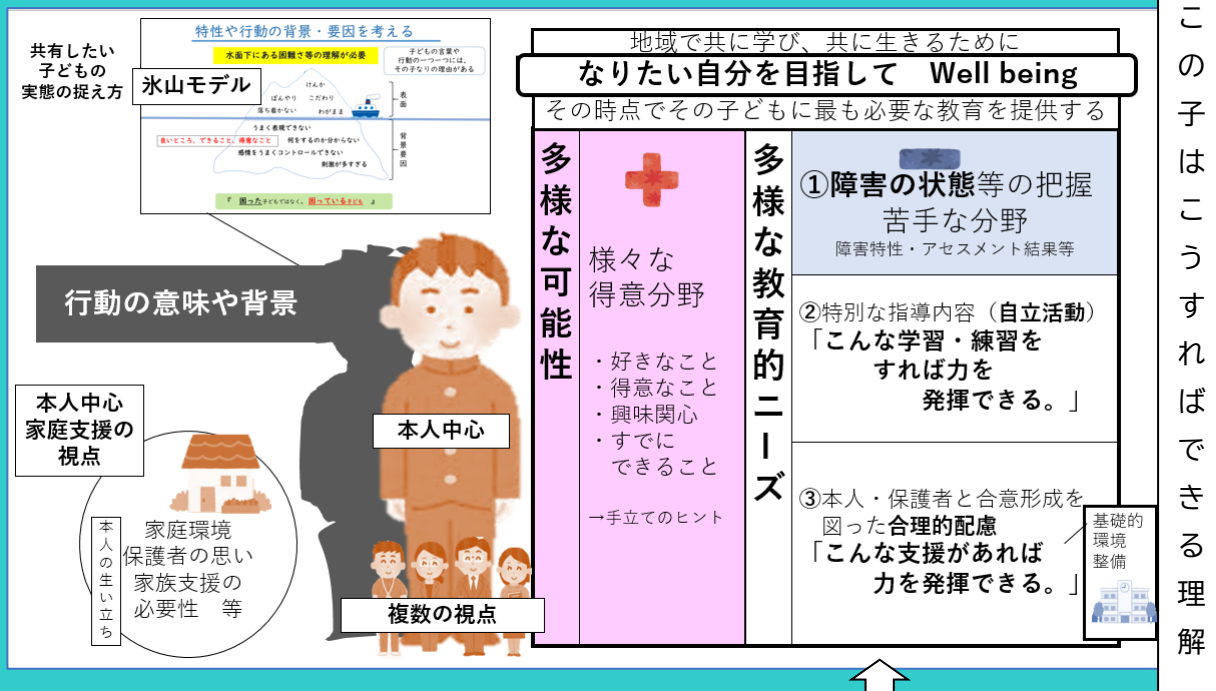 共有したい
子どもの
実態の捉え方
特性や行動の背景・要因を考える
水面下にある困難さ等の理解が必要
子どもの言葉や
行動の一つ一つには、
その子なりの理由がある
氷山モデル
けんか
ぼんやり こだわり
落ち着かない わがまま
表面
うまく表現できない
良いところ、できること、得意なこと 何をするのか分からない
感情をうまくコントロールできない
刺激が多すぎる
背景要因
『 困った子どもではなく、困っている子ども 』
行動の意味や背景
本人中心
家庭支援の
視点
本人の生い立ち
家庭環境
保護者の思い
家族支援の
必要性 等
本人中心
複数の視点
地域で共に学び、共に生きるために
なりたい自分を目指して Well being
その時点でその子どもに最も必要な教育を提供する
多様な可能性
様々な
得意分野
・好きなこと
・得意なこと
・興味関心
・すでに
できること
→手立てのヒント
多様な教育的ニーズ
①障害の状態等の把握
苦手な分野
障害特性・アセスメント結果等
②特別な指導内容（自立活動）
「こんな学習・練習を
すれば力を
発揮できる。」
③本人・保護者と合意形成を
図った合理的配慮
「こんな支援があれば
力を発揮できる。」
基礎的
環境
整備
この子はこうすればできる理解